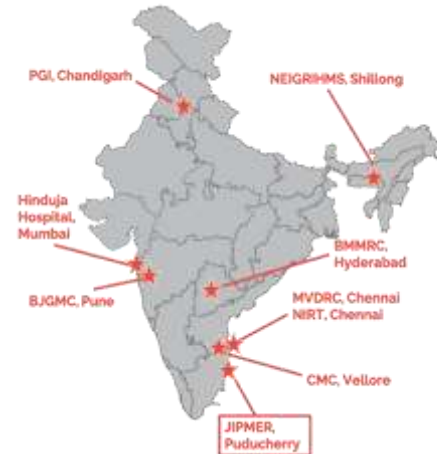 PGI, Chandigarh
NEIGRIHMS, Shillong
Hinduja
Hospital,
Mumbai
BMMRC,
Hyderabad
BJGMC, Pune
MVDRC, Chennai
NIRT, Chennai
CMC, Vellore
JIPMER,
Puducherry